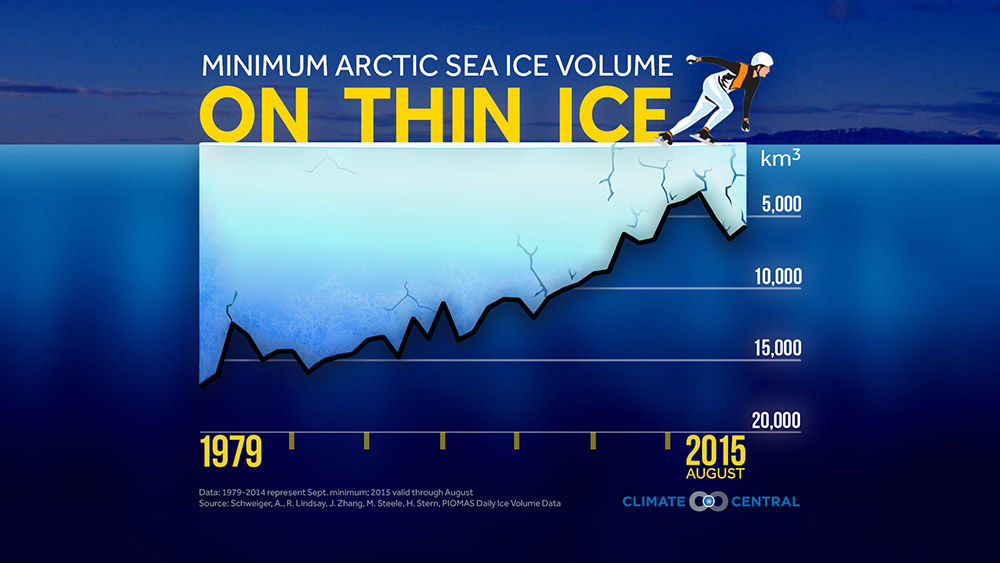 MINIMUM ARCTIC SEA ICE VOLUME
ON THIN ICE
km³
5,000
10,000
15,000
20,000
1979
2015
AUGUST
Data: 1979-2014 represent Sept. minimum; 2015 valid through August
Source: Schweiger, A., R. Lindsay, J. Zhang, M. Steele, H. Stern, PIOMAS Daily Ice Volume Data
CLIMATE CENTRAL